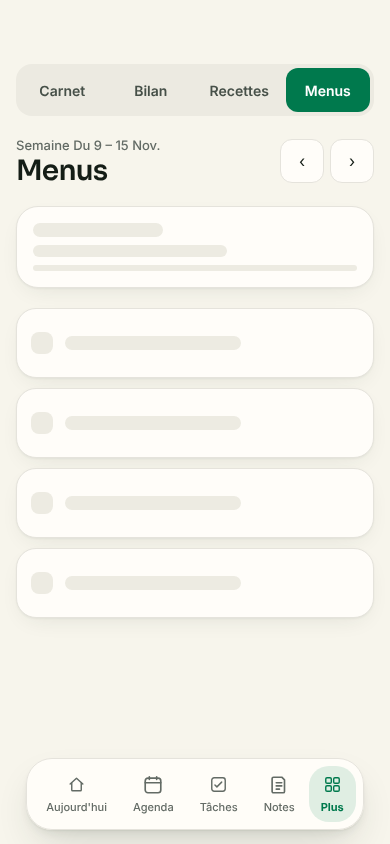 Carnet Bilan Recettes Menus
Semaine Du 9 – 15 Nov.
Menus
‹ ›
Aujourd'hui Agenda Tâches Notes Plus